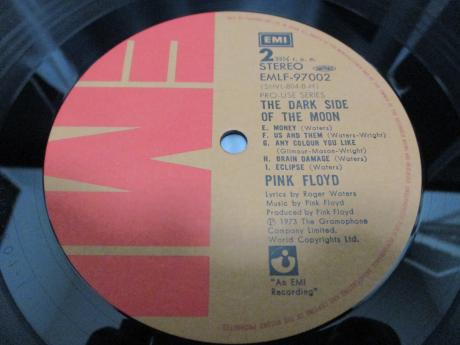 EMI
EMI
2 33⅓ r.p.m.
STEREO
EMLF-97002
(SHVL-804-B-M)
PRO-USE SERIES
THE DARK SIDE
OF THE MOON
E. MONEY (Waters)
F. US AND THEM (Waters-Wright)
G. ANY COLOUR YOU LIKE
(Gilmour-Mason-Wright)
H. BRAIN DAMAGE (Waters)
I. ECLIPSE (Waters)
PINK FLOYD
Lyrics by Roger Waters
Music by Pink Floyd
Produced by Pink Floyd
Ⓟ 1973 The Gramophone
Company Limited.
World Copyrights Ltd.
"An EMI
Recording"